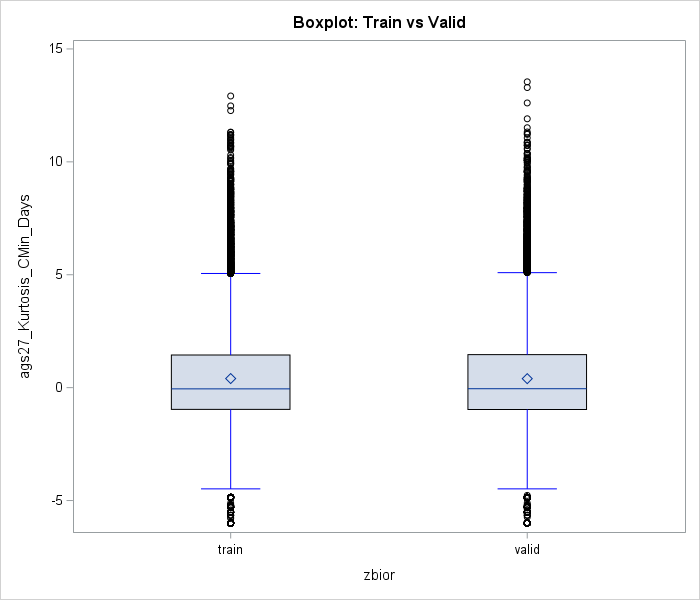 Boxplot: Train vs Valid
15
10
5
0
-5
ags27_Kurtosis_CMin_Days
train
valid
zbior